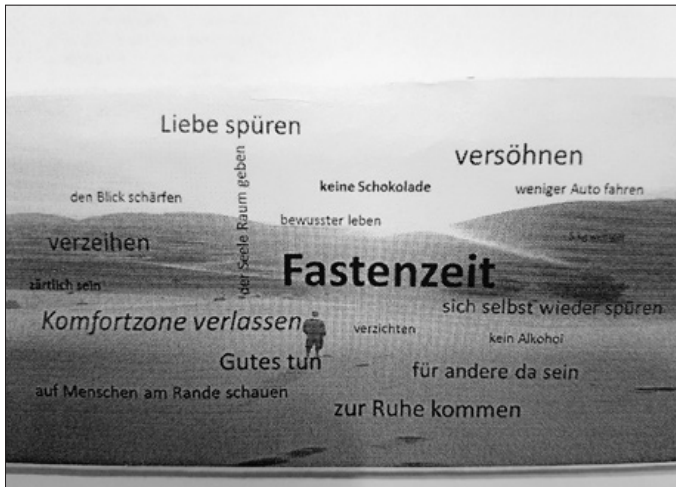 Liebe spüren
versöhnen
der Seele Raum geben
keine Schokolade
weniger Auto fahren
den Blick schärfen
bewusster leben
verzeihen
Fastenzeit
zärtlich sein
sich selbst wieder spüren
Komfortzone verlassen
verzichten
kein Alkohol
Gutes tun
für andere da sein
auf Menschen am Rande schauen
zur Ruhe kommen